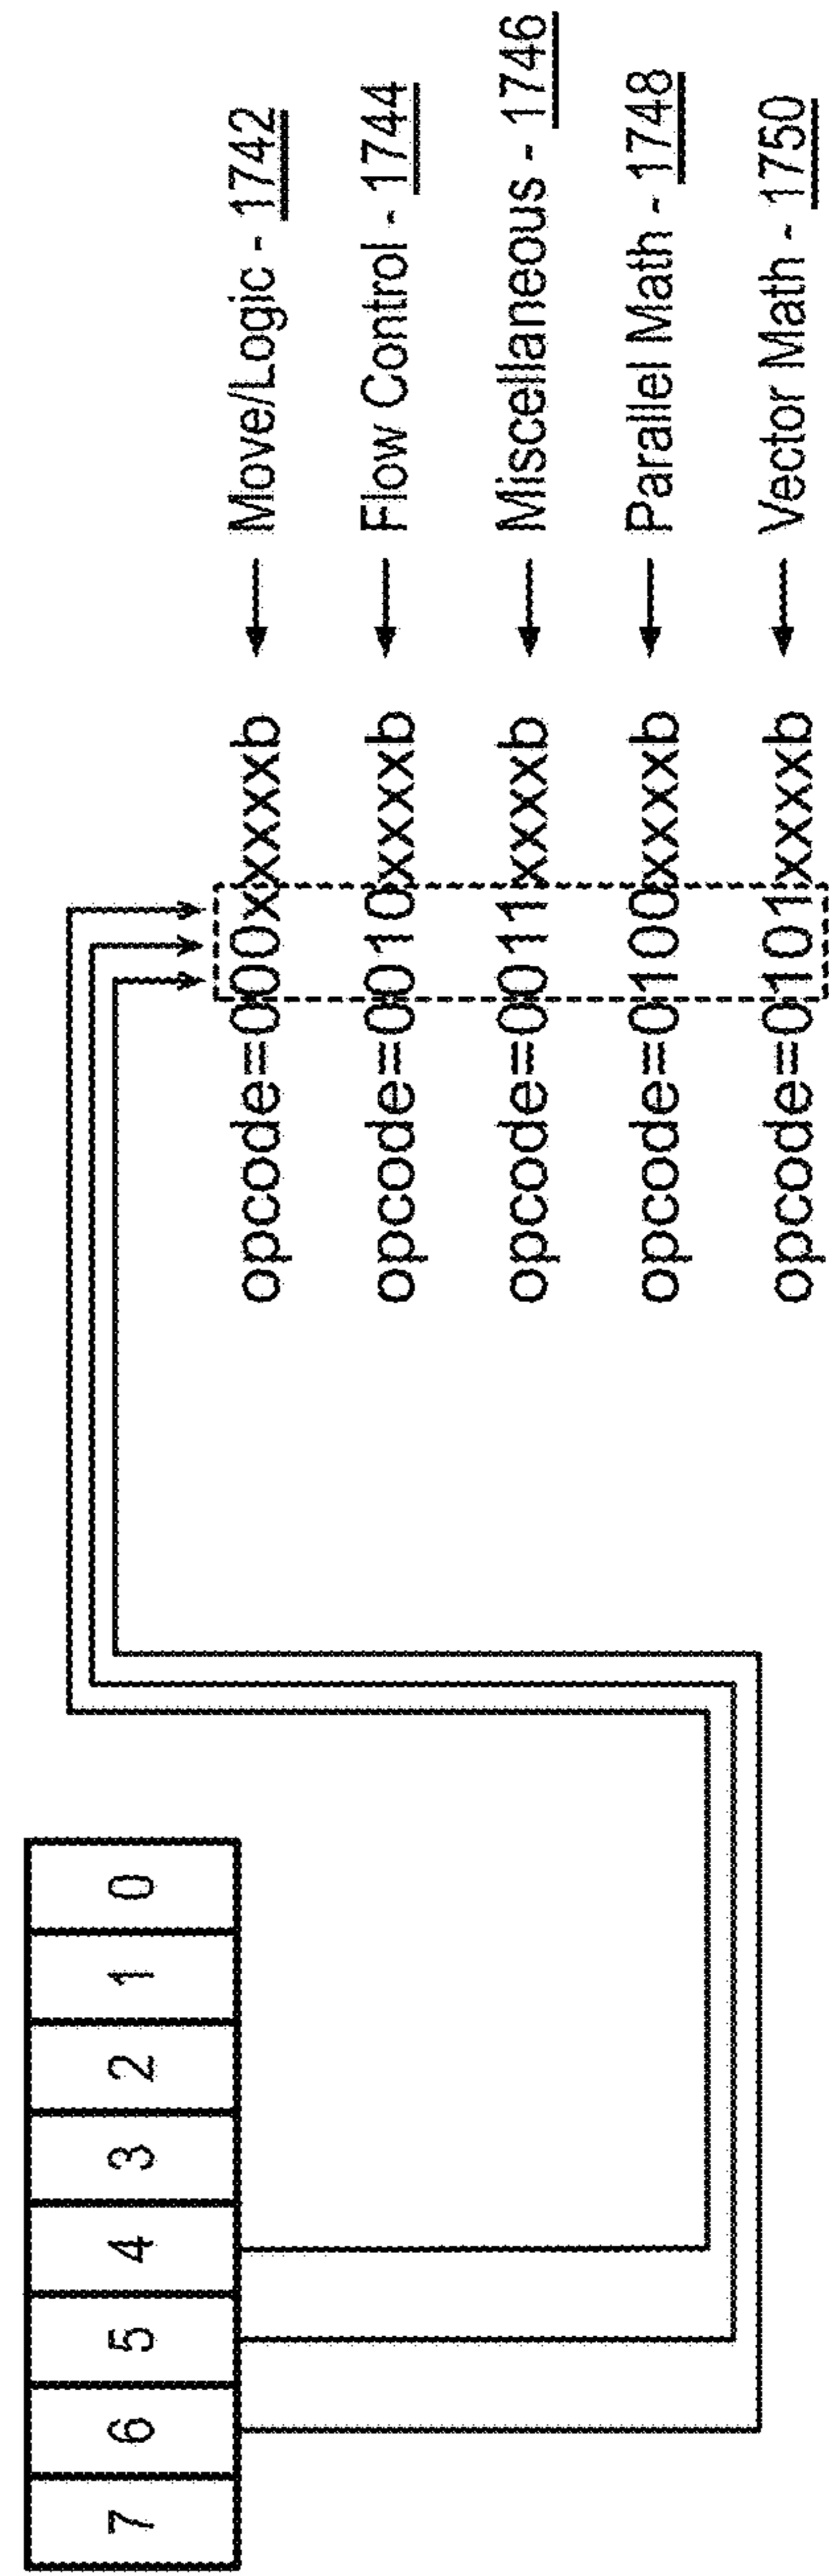 7 6 5 4 3 2 1 0
opcode=000xxxxxb ← Move/Logic - 1742
opcode=0010xxxxb ← Flow Control - 1744
opcode=0011xxxxb ← Miscellaneous - 1746
opcode=0100xxxxb ← Parallel Math - 1748
opcode=0101xxxxb ← Vector Math - 1750